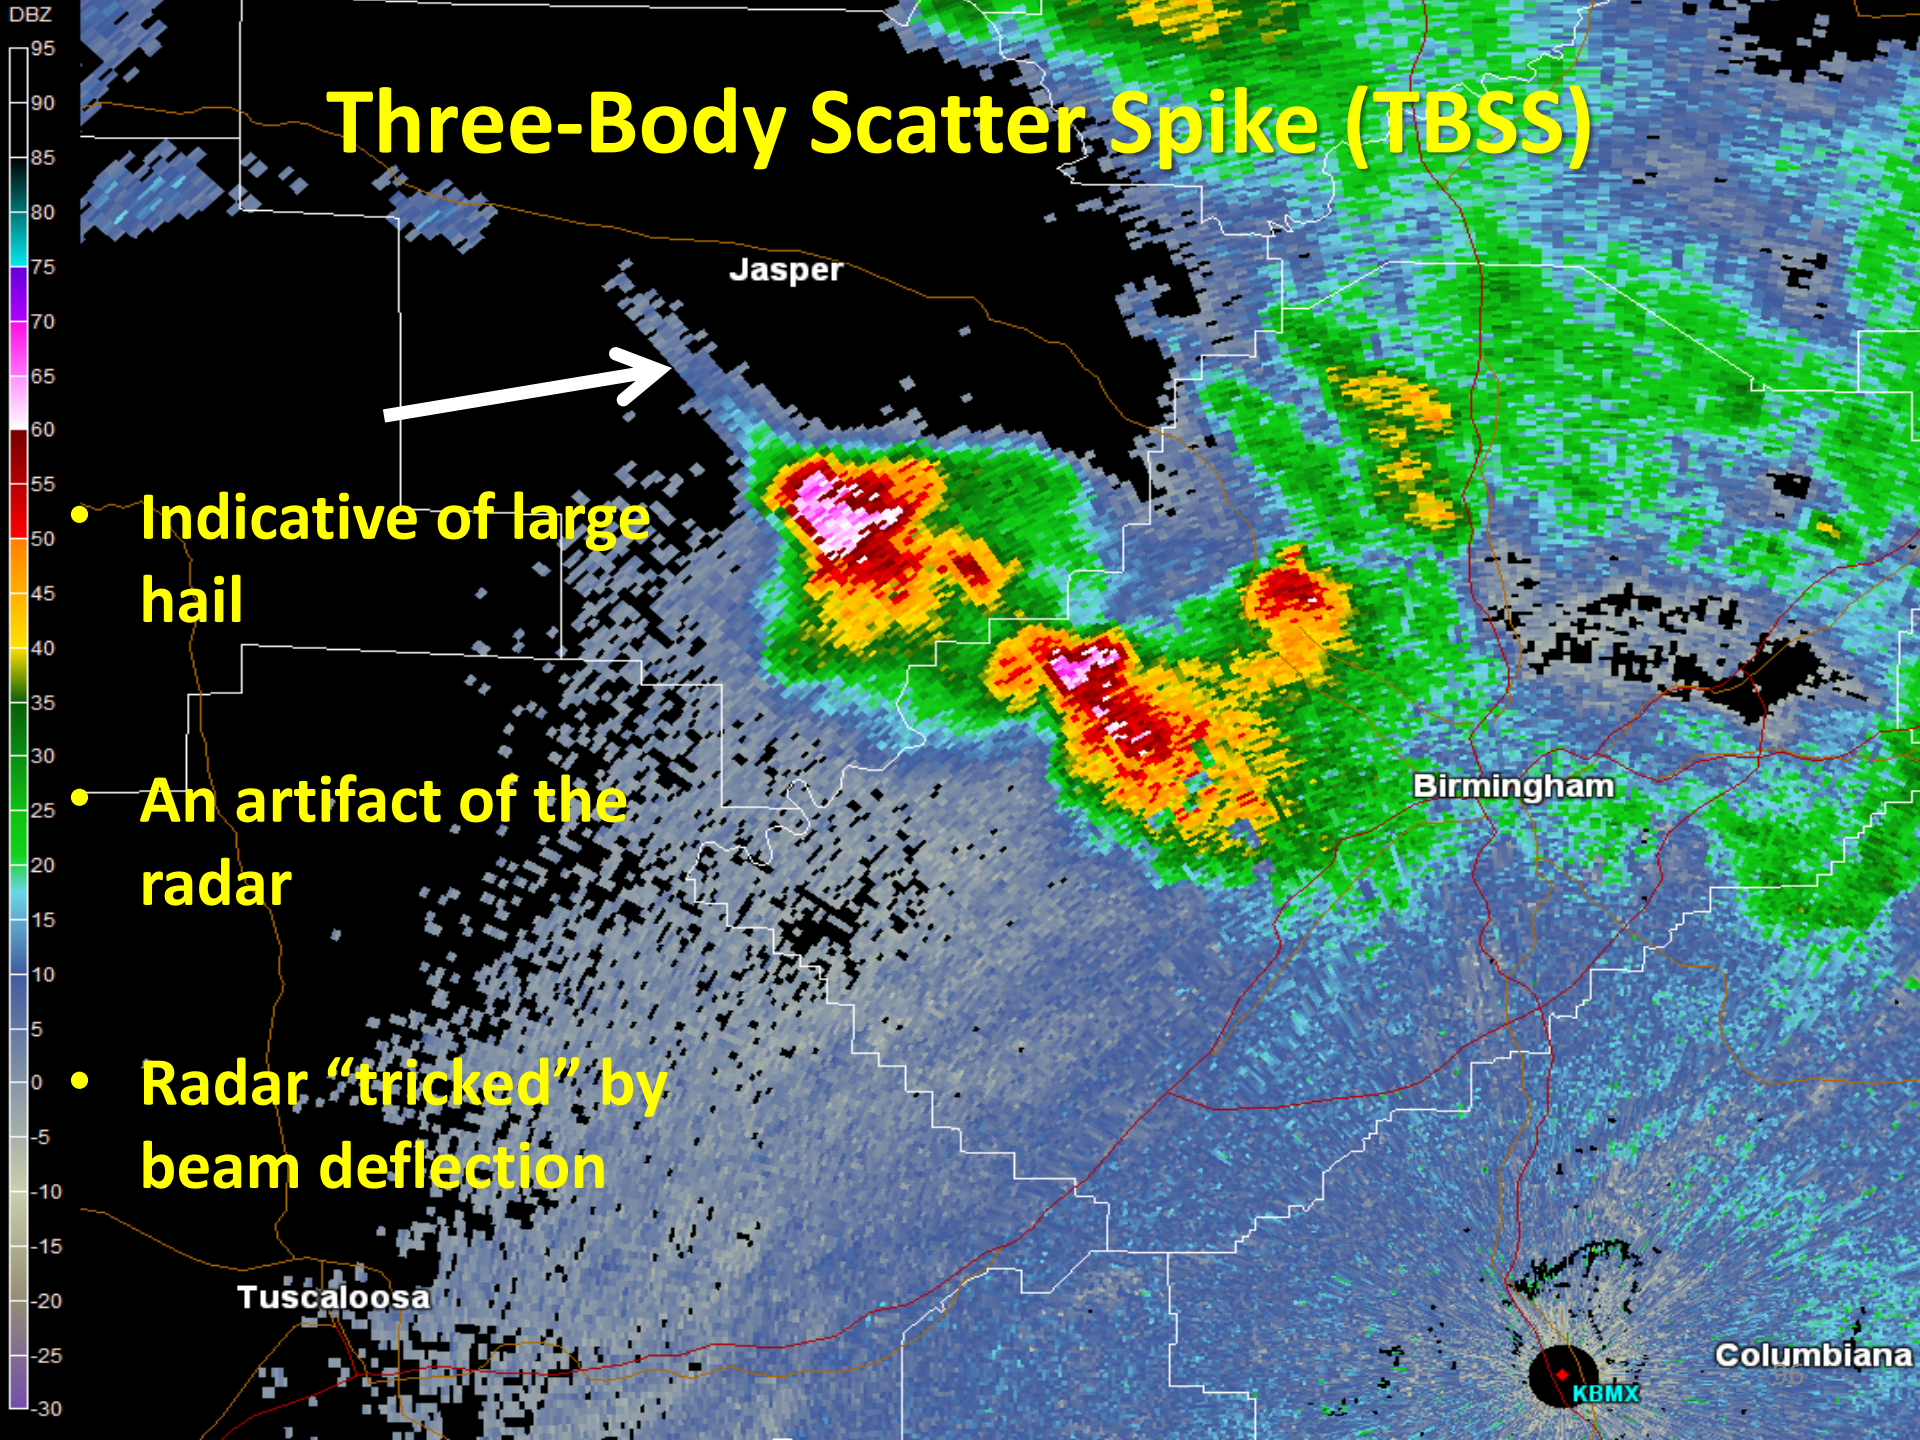 DBZ
95
90
85
80
75
70
65
60
55
50
45
40
35
30
25
20
15
10
5
0
-5
-10
-15
-20
-25
-30
Three-Body Scatter Spike (TBSS)
Jasper
• Indicative of large
hail
• An artifact of the
radar
• Radar “tricked” by
beam deflection
Birmingham
Tuscaloosa
Columbiana
KBMX